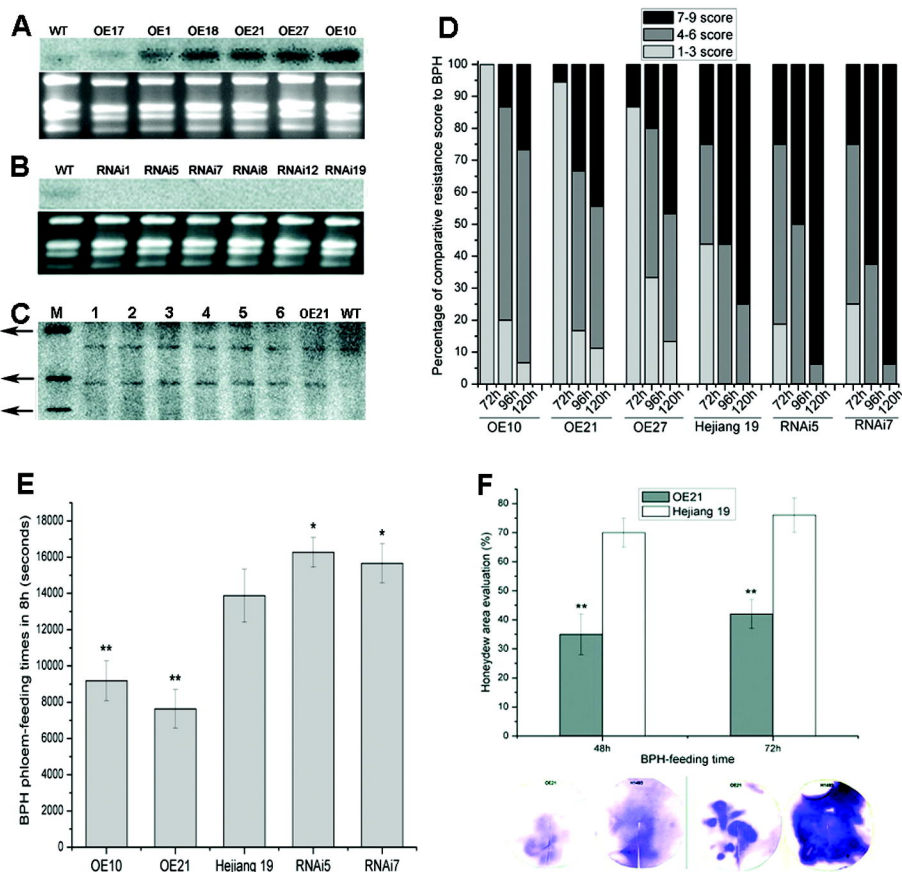 A
WT OE17 OE1 OE18 OE21 OE27 OE10
B
WT RNAi1 RNAi5 RNAi7 RNAi8 RNAi12 RNAi19
C
M 1 2 3 4 5 6 OE21 WT
D
7-9 score
4-6 score
1-3 score
Percentage of comparative resistance score to BPH
100
90
80
70
60
50
40
30
20
10
0
72h 96h 120h 72h 96h 120h 72h 96h 120h 72h 96h 120h 72h 96h 120h 72h 96h 120h
OE10 OE21 OE27 Hejiang 19 RNAi5 RNAi7
E
BPH phloem-feeding times in 8h (seconds)
18000
16000
14000
12000
10000
8000
6000
4000
2000
0
** ** * *
OE10 OE21 Hejiang 19 RNAi5 RNAi7
F
OE21
Hejiang 19
Honeydew area evaluation (%)
80
70
60
50
40
30
20
10
0
** **
48h 72h
BPH-feeding time
OE21 OE21